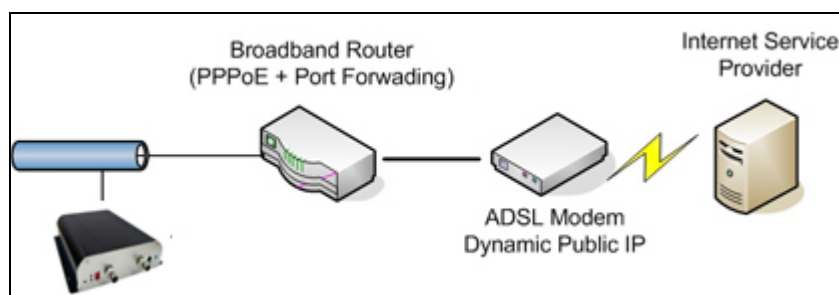 Broadband Router
(PPPoE + Port Forwading)
Internet Service
Provider
ADSL Modem
Dynamic Public IP